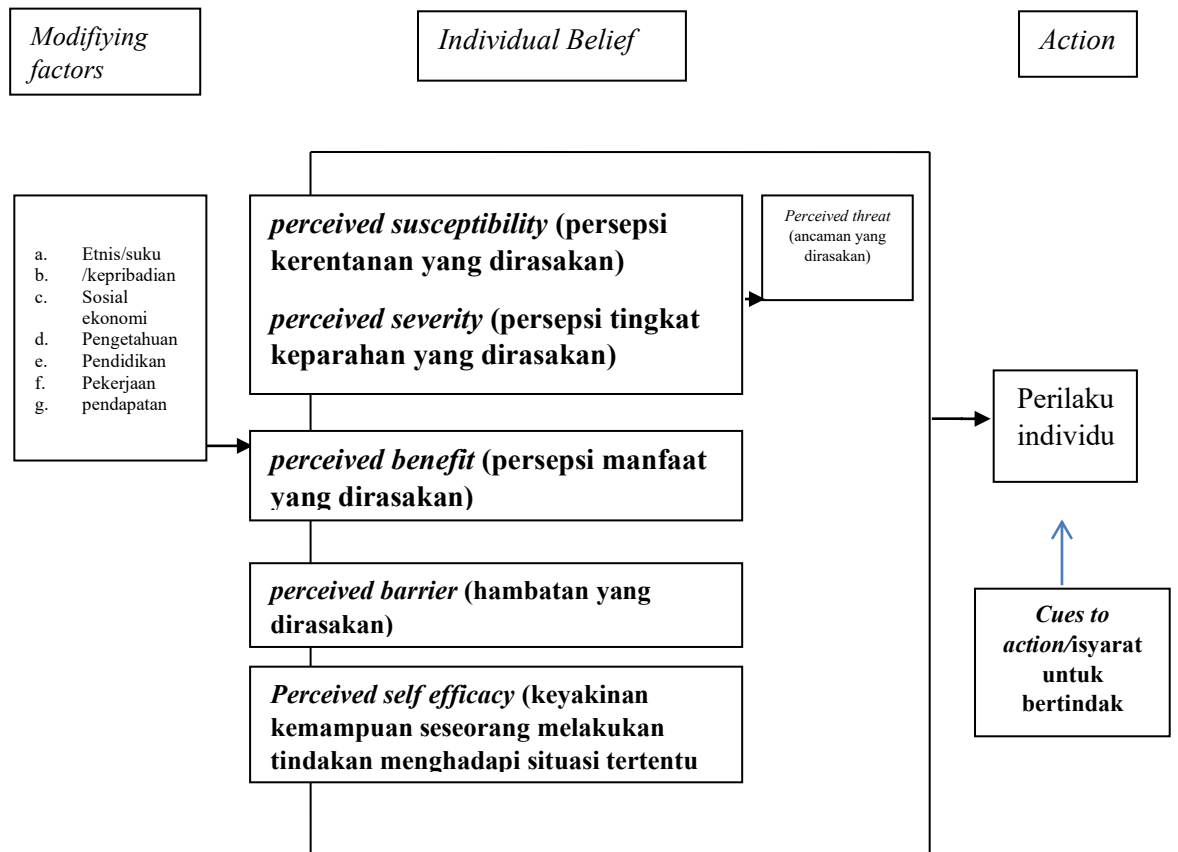 Modifiying
factors
Individual Belief
Action
a. Etnis/suku
b. /kepribadian
c. Sosial
ekonomi
d. Pengetahuan
e. Pendidikan
f. Pekerjaan
g. pendapatan
perceived susceptibility (persepsi
kerentanan yang dirasakan)
perceived severity (persepsi tingkat
keparahan yang dirasakan)
Perceived threat
(ancaman yang
dirasakan)
perceived benefit (persepsi manfaat
yang dirasakan)
perceived barrier (hambatan yang
dirasakan)
Perceived self efficacy (keyakinan
kemampuan seseorang melakukan
tindakan menghadapi situasi tertentu
Perilaku
individu
Cues to
action/isyarat
untuk
bertindak